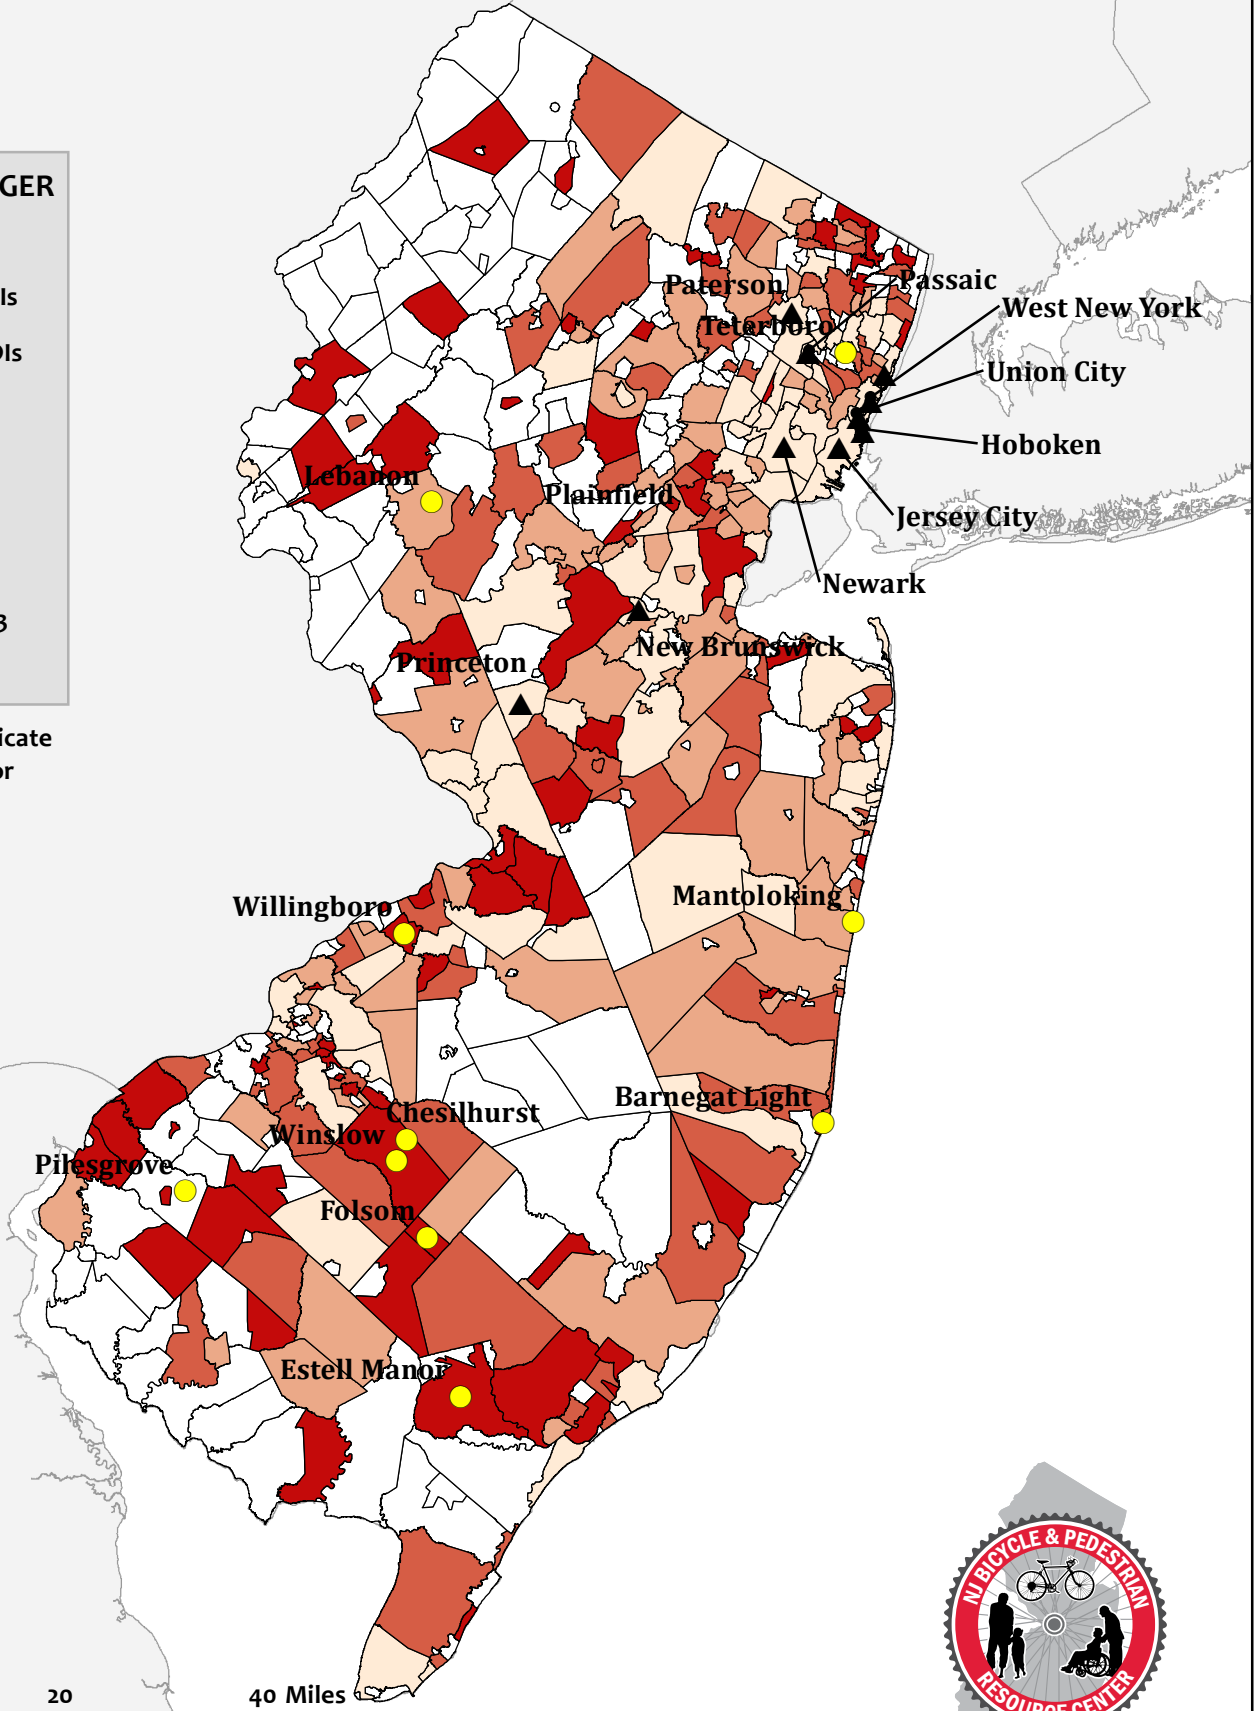 GER
ls
DIs
3
icate
or
Paterson
Passaic
Teterboro
West New York
Union City
Hoboken
Lebanon
Plainfield
Jersey City
Newark
New Brunswick
Princeton
Mantoloking
Willingboro
Barnegat Light
Chesilhurst
Winslow
Pilesgrove
Folsom
Estell Manor
NJ BICYCLE & PEDESTRIAN
RESOURCE CENTER
20
40 Miles